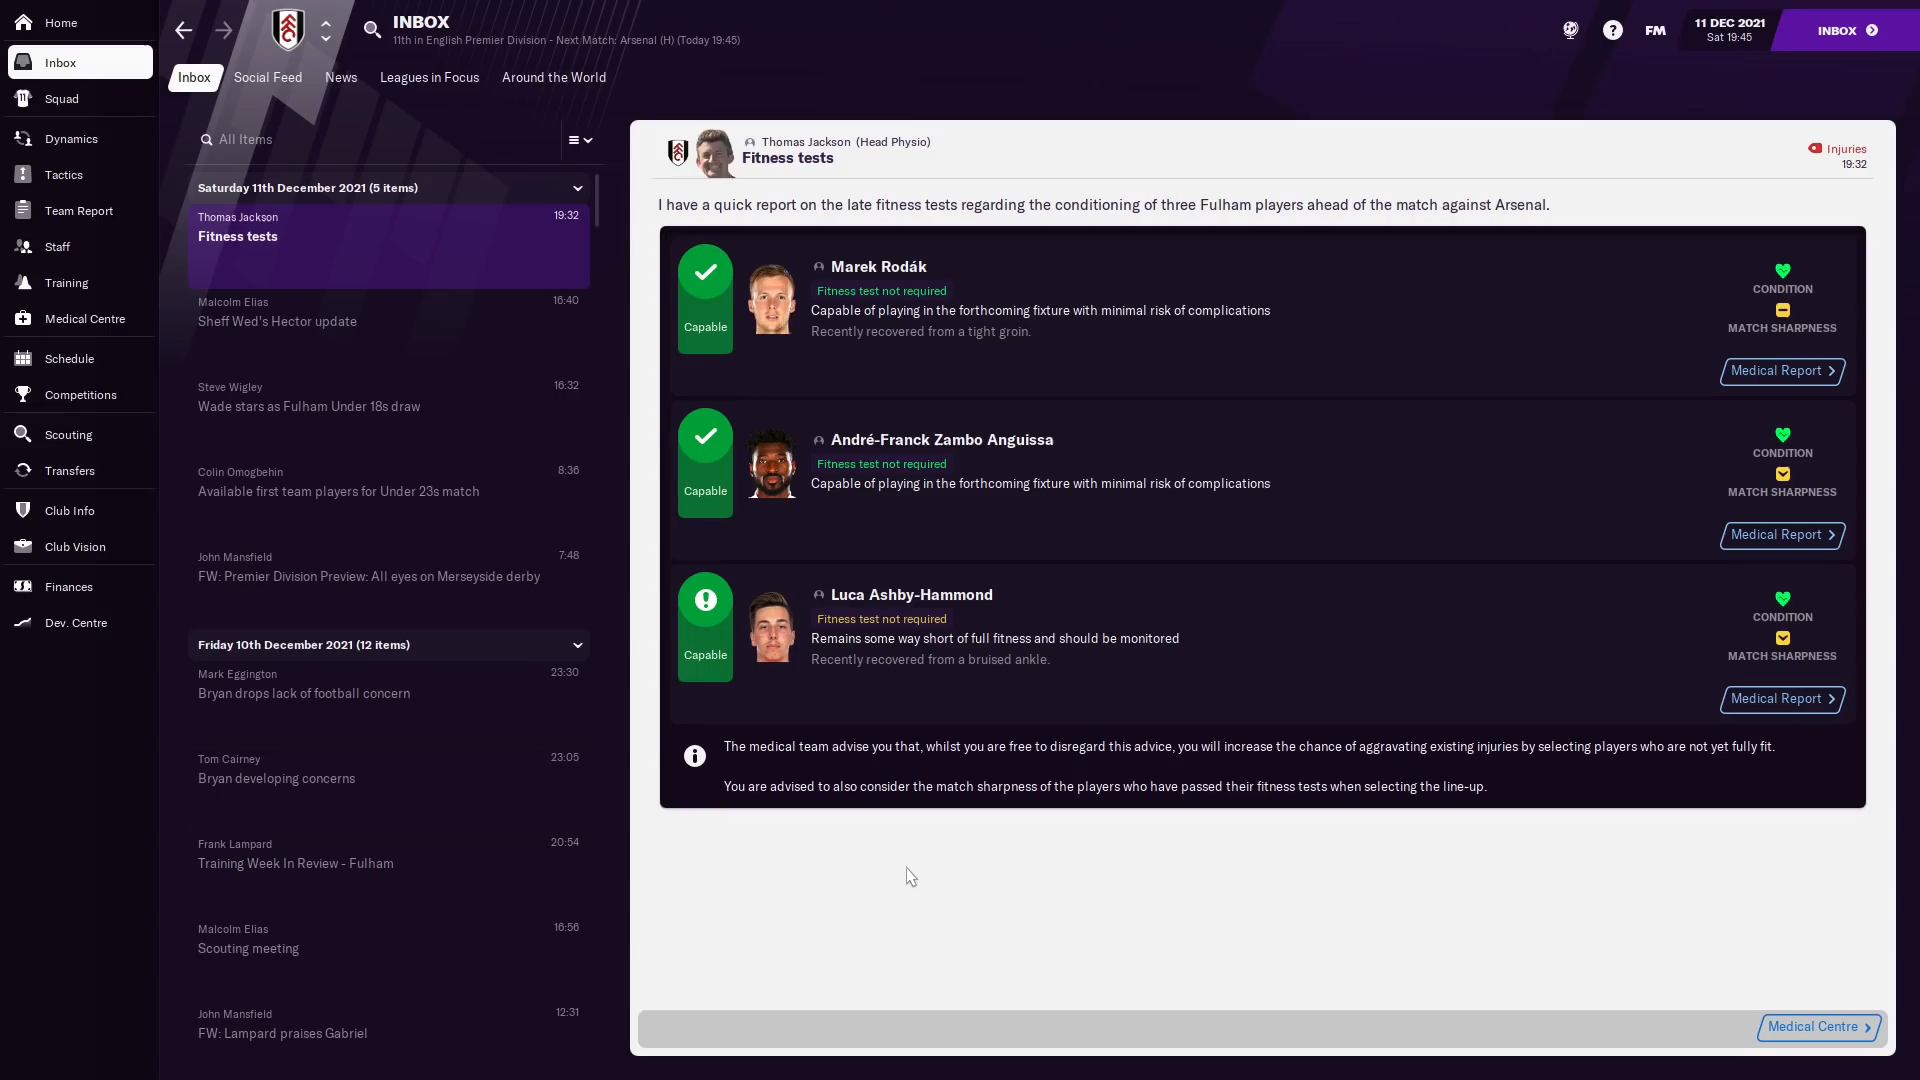 Home
Inbox
Squad
Dynamics
Tactics
Team Report
Staff
Training
Medical Centre
Schedule
Competitions
Scouting
Transfers
Club Info
Club Vision
Finances
Dev. Centre
INBOX
11th in English Premier Division - Next Match: Arsenal (H) (Today 19:45)
FM
11 DEC 2021
Sat 19:45
INBOX
Inbox
Social Feed
News
Leagues in Focus
Around the World
All Items
Saturday 11th December 2021 (5 items)
Thomas Jackson 19:32
Fitness tests
Malcolm Elias 16:40
Sheff Wed's Hector update
Steve Wigley 16:32
Wade stars as Fulham Under 18s draw
Colin Omogbehin 8:36
Available first team players for Under 23s match
John Mansfield 7:48
FW: Premier Division Preview: All eyes on Merseyside derby
Friday 10th December 2021 (12 items)
Mark Eggington 23:30
Bryan drops lack of football concern
Tom Cairney 23:05
Bryan developing concerns
Frank Lampard 20:54
Training Week In Review - Fulham
Malcolm Elias 16:56
Scouting meeting
John Mansfield 12:31
FW: Lampard praises Gabriel
Thomas Jackson (Head Physio)
Fitness tests
Injuries
19:32
I have a quick report on the late fitness tests regarding the conditioning of three Fulham players ahead of the match against Arsenal.
Capable
Marek Rodák
Fitness test not required
Capable of playing in the forthcoming fixture with minimal risk of complications
Recently recovered from a tight groin.
CONDITION
MATCH SHARPNESS
Medical Report
Capable
André-Franck Zambo Anguissa
Fitness test not required
Capable of playing in the forthcoming fixture with minimal risk of complications
CONDITION
MATCH SHARPNESS
Medical Report
Capable
Luca Ashby-Hammond
Fitness test not required
Remains some way short of full fitness and should be monitored
Recently recovered from a bruised ankle.
CONDITION
MATCH SHARPNESS
Medical Report
The medical team advise you that, whilst you are free to disregard this advice, you will increase the chance of aggravating existing injuries by selecting players who are not yet fully fit.
You are advised to also consider the match sharpness of the players who have passed their fitness tests when selecting the line-up.
Medical Centre